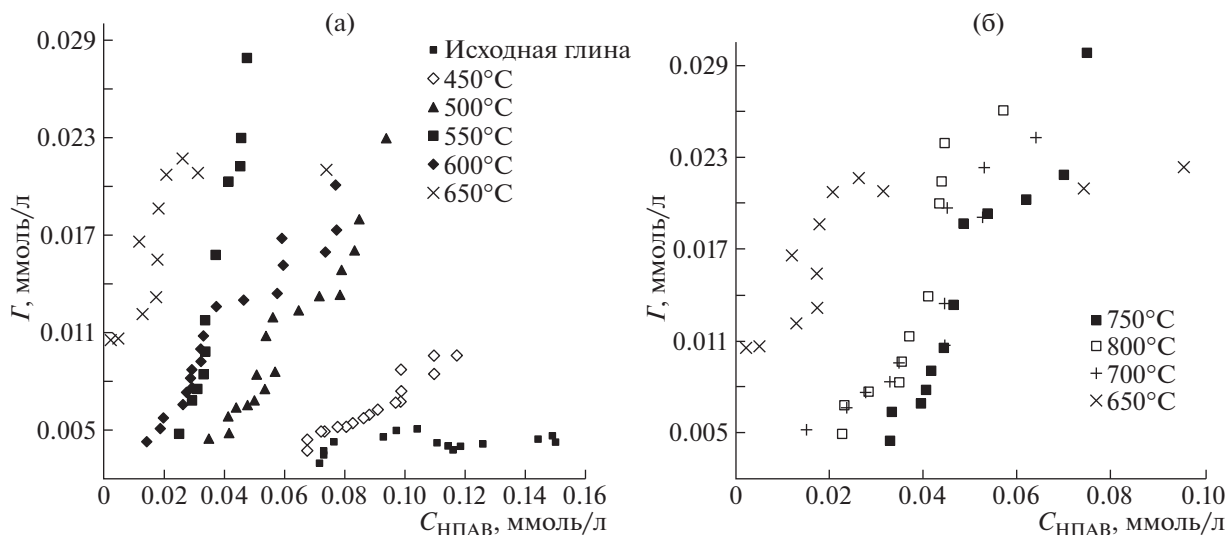 (а)
Г, ммоль/л
0.029
0.023
0.017
0.011
0.005
0
0.02
0.04
0.06
0.08
0.10
0.12
0.14
0.16
CНПАВ, ммоль/л
Исходная глина
450°C
500°C
550°C
600°C
650°C
(б)
Г, ммоль/л
0.029
0.023
0.017
0.011
0.005
0
0.02
0.04
0.06
0.08
0.10
CНПАВ, ммоль/л
750°C
800°C
700°C
650°C